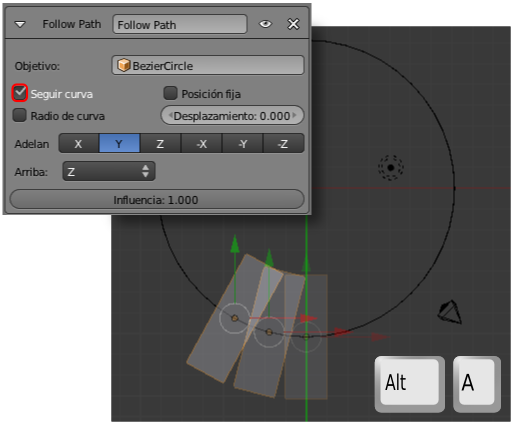 Follow Path Follow Path
Objetivo: BezierCircle
Seguir curva Posición fija
Radio de curva Desplazamiento: 0.000
Adelan X Y Z -X -Y -Z
Arriba: Z
Influencia: 1.000
Alt A